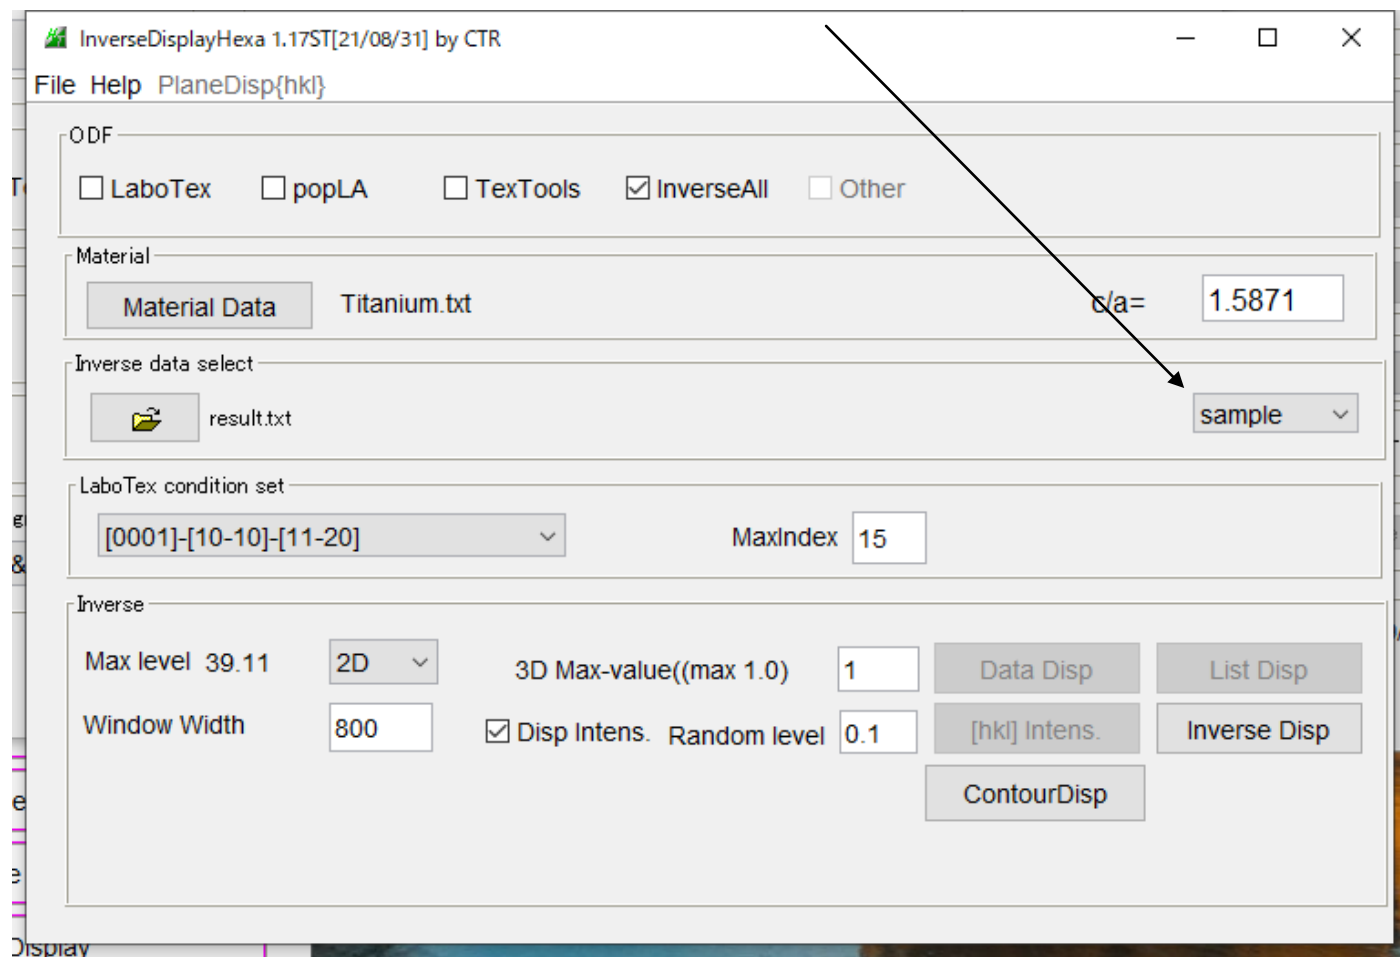 InverseDisplayHexa 1.17ST[21/08/31] by CTR
File Help PlaneDisp{hkl}
ODF
LaboTex popLA TexTools InverseAll Other
Material
Material Data Titanium.txt c/a= 1.5871
Inverse data select
result.txt sample
LaboTex condition set
[0001]-[10-10]-[11-20] MaxIndex 15
Inverse
Max level 39.11 2D 3D Max-value((max 1.0) 1 Data Disp List Disp
Window Width 800 Disp Intens. Random level 0.1 [hkl] Intens. Inverse Disp
ContourDisp
Display